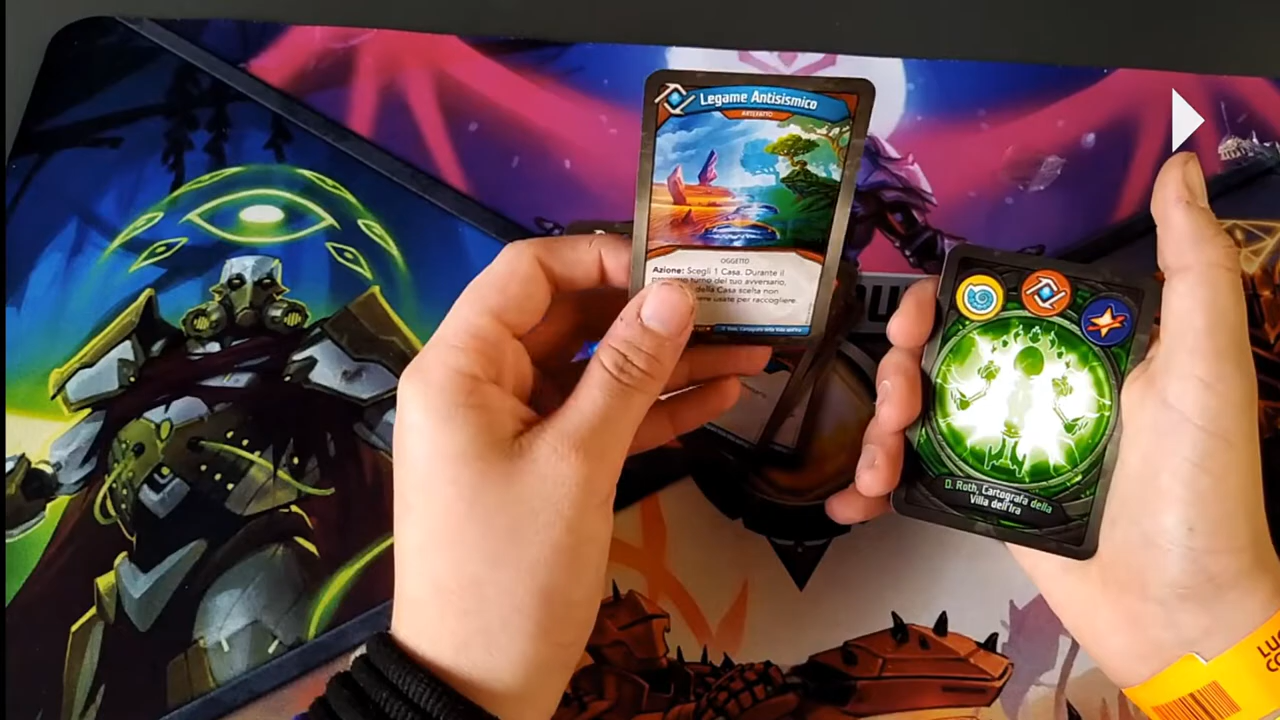 Legame Antisismico
ARTEFATTO
OGGETTO
Azione: Scegli 1 Casa. Durante il
turno del tuo avversario,
della Casa scelta non
usate per raccogliere.
D. Roth, Cartografa della
Villa dell'Ira
LU